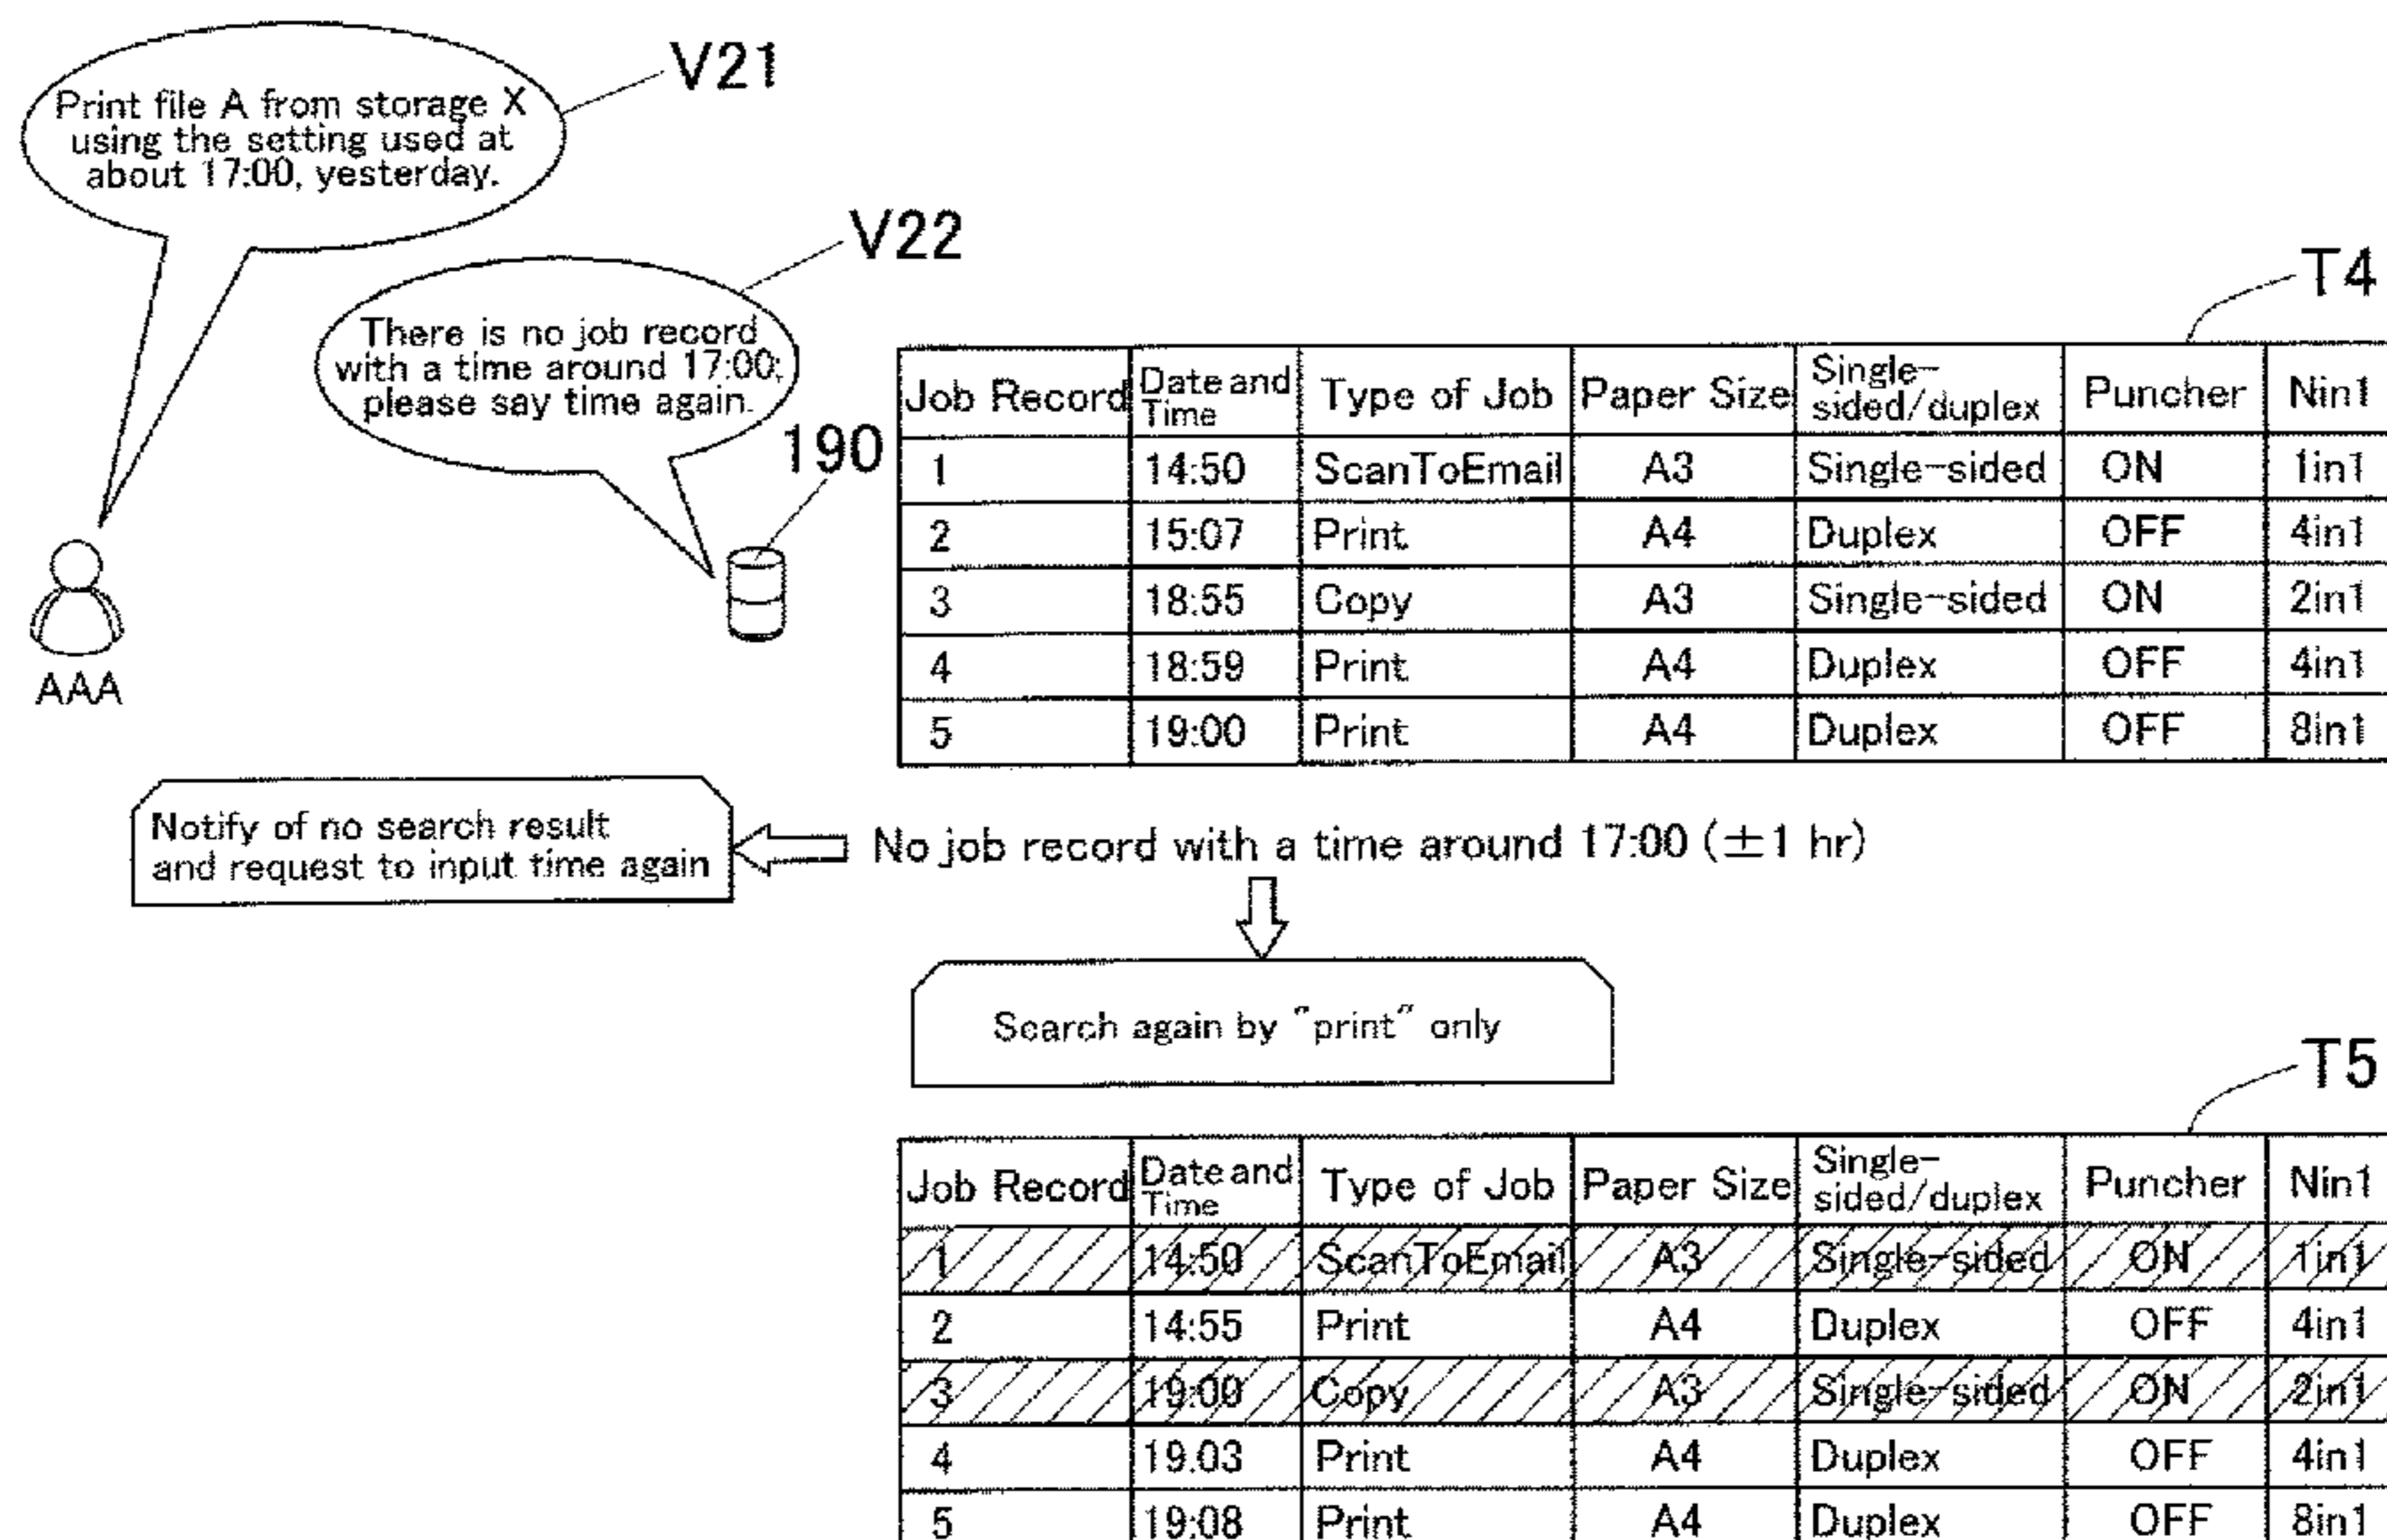 V21
Print file A from storage X
using the setting used at
about 17:00, yesterday.
V22
There is no job record
with a time around 17:00;
please say time again.
190
AAA
T4
Job Record Date and Time Type of Job Paper Size Single-sided/duplex Puncher Nin1
1 14:50 ScanToEmail A3 Single-sided ON 1in1
2 15:07 Print A4 Duplex OFF 4in1
3 18:55 Copy A3 Single-sided ON 2in1
4 18:59 Print A4 Duplex OFF 4in1
5 19:00 Print A4 Duplex OFF 8in1
Notify of no search result
and request to input time again
No job record with a time around 17:00 (±1 hr)
Search again by "print" only
T5
Job Record Date and Time Type of Job Paper Size Single-sided/duplex Puncher Nin1
1 14:50 ScanToEmail A3 Single-sided ON 1in1
2 14:55 Print A4 Duplex OFF 4in1
3 19:00 Copy A3 Single-sided ON 2in1
4 19.03 Print A4 Duplex OFF 4in1
5 19:08 Print A4 Duplex OFF 8in1